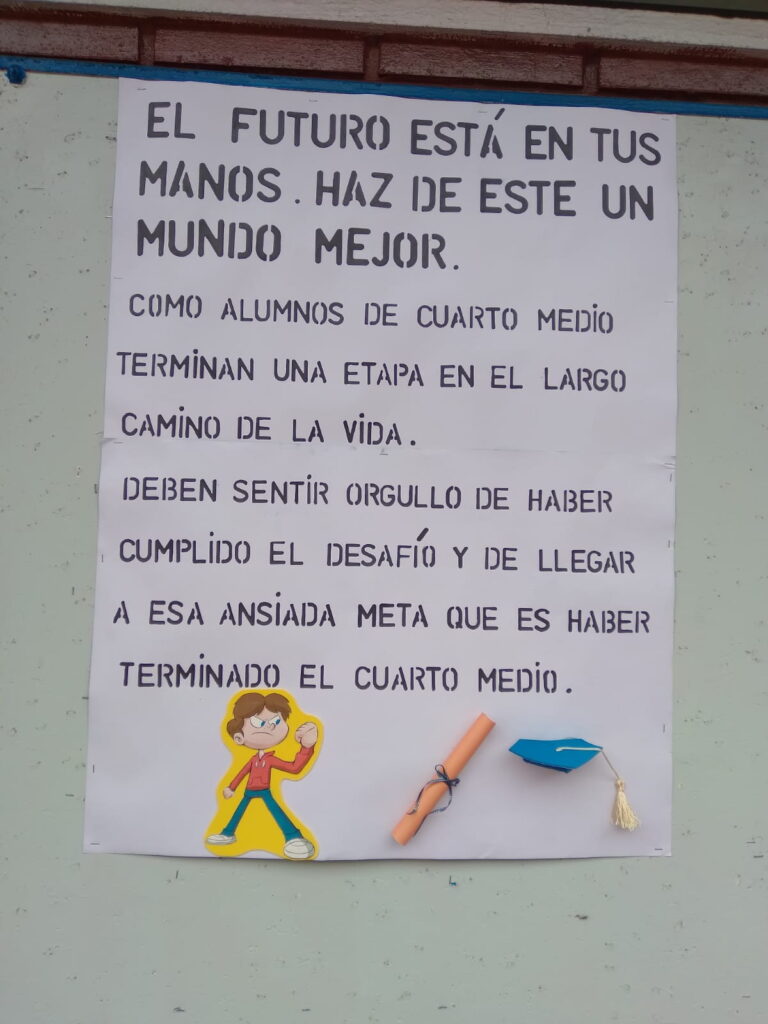 EL FUTURO ESTÁ EN TUS
MANOS. HAZ DE ESTE UN
MUNDO MEJOR.
COMO ALUMNOS DE CUARTO MEDIO
TERMINAN UNA ETAPA EN EL LARGO
CAMINO DE LA VIDA.
DEBEN SENTIR ORGULLO DE HABER
CUMPLIDO EL DESAFÍO Y DE LLEGAR
A ESA ANSIADA META QUE ES HABER
TERMINADO EL CUARTO MEDIO.